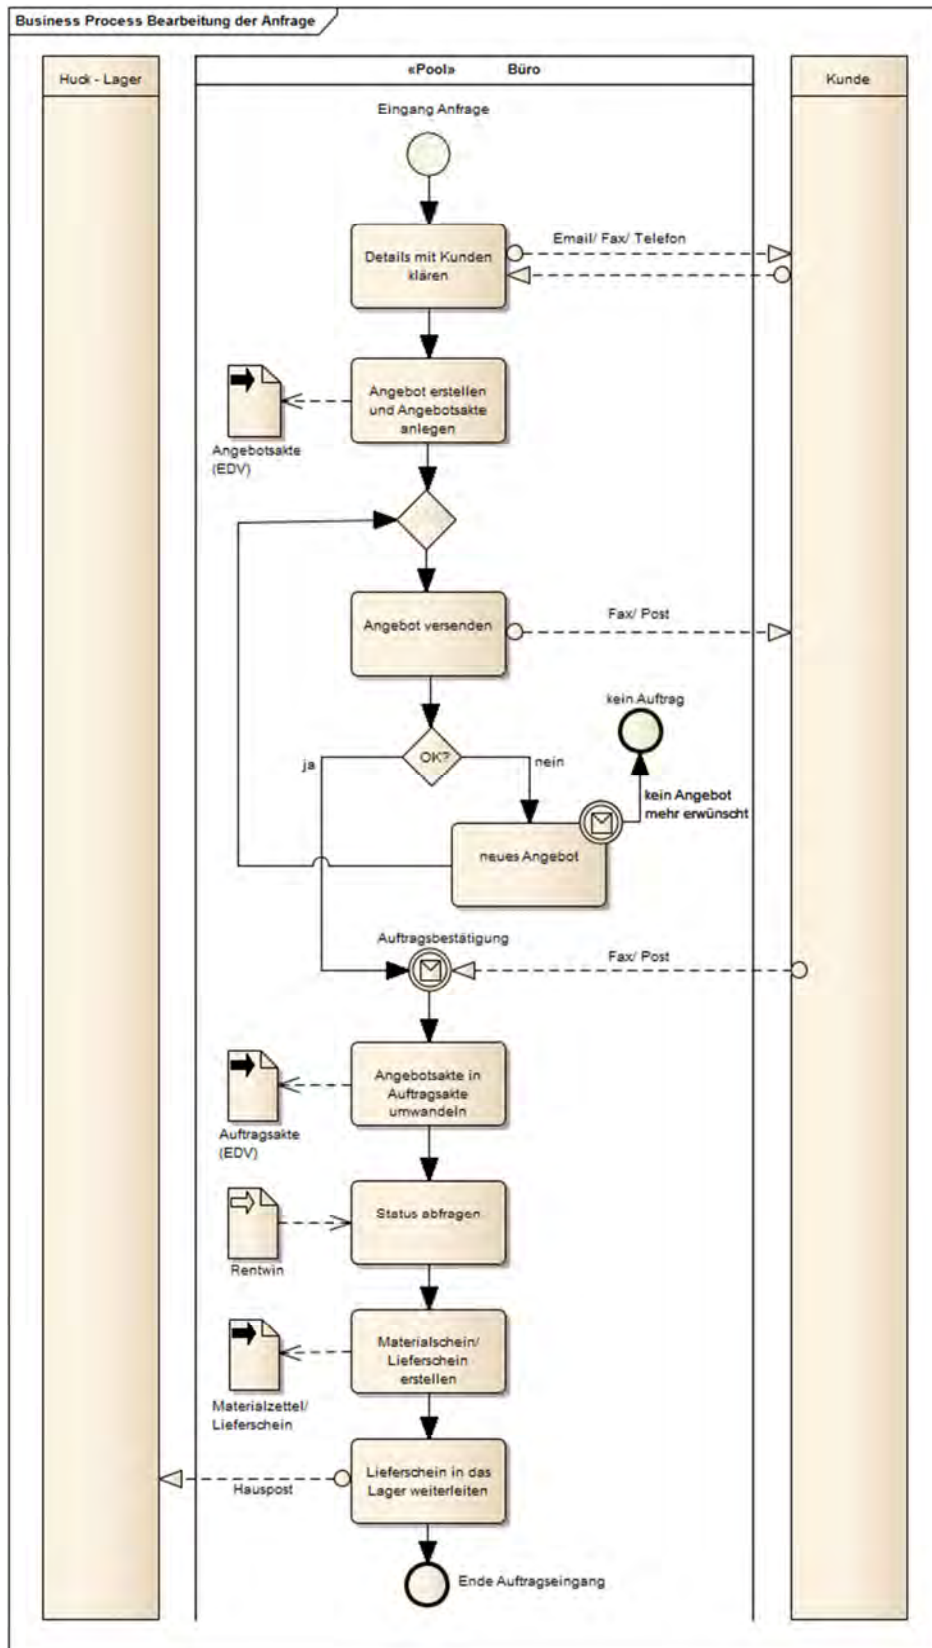 Business Process Bearbeitung der Anfrage
Huck - Lager
«Pool» Büro
Kunde
Eingang Anfrage
Details mit Kunden
klären
Email/ Fax/ Telefon
Angebot erstellen
und Angebotsakte
anlegen
Angebotsakte
(EDV)
Angebot versenden
Fax/ Post
kein Auftrag
OK?
ja
nein
kein Angebot
mehr erwünscht
neues Angebot
Auftragsbestätigung
Fax/ Post
Angebotsakte in
Auftragsakte
umwandeln
Auftragsakte
(EDV)
Status abfragen
Rentwin
Materialschein/
Lieferschein
erstellen
Materialzettel/
Lieferschein
Lieferschein in das
Lager weiterleiten
Hauspost
Ende Auftragseingang